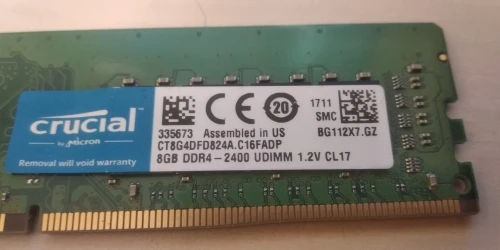 crucial
by Micron
Removal will void warranty
CE
20
1711
SMC
335673 Assembled in US
BG112X7.GZ
CT8G4DFD824A.C16FADP
8GB DDR4-2400 UDIMM 1.2V CL17